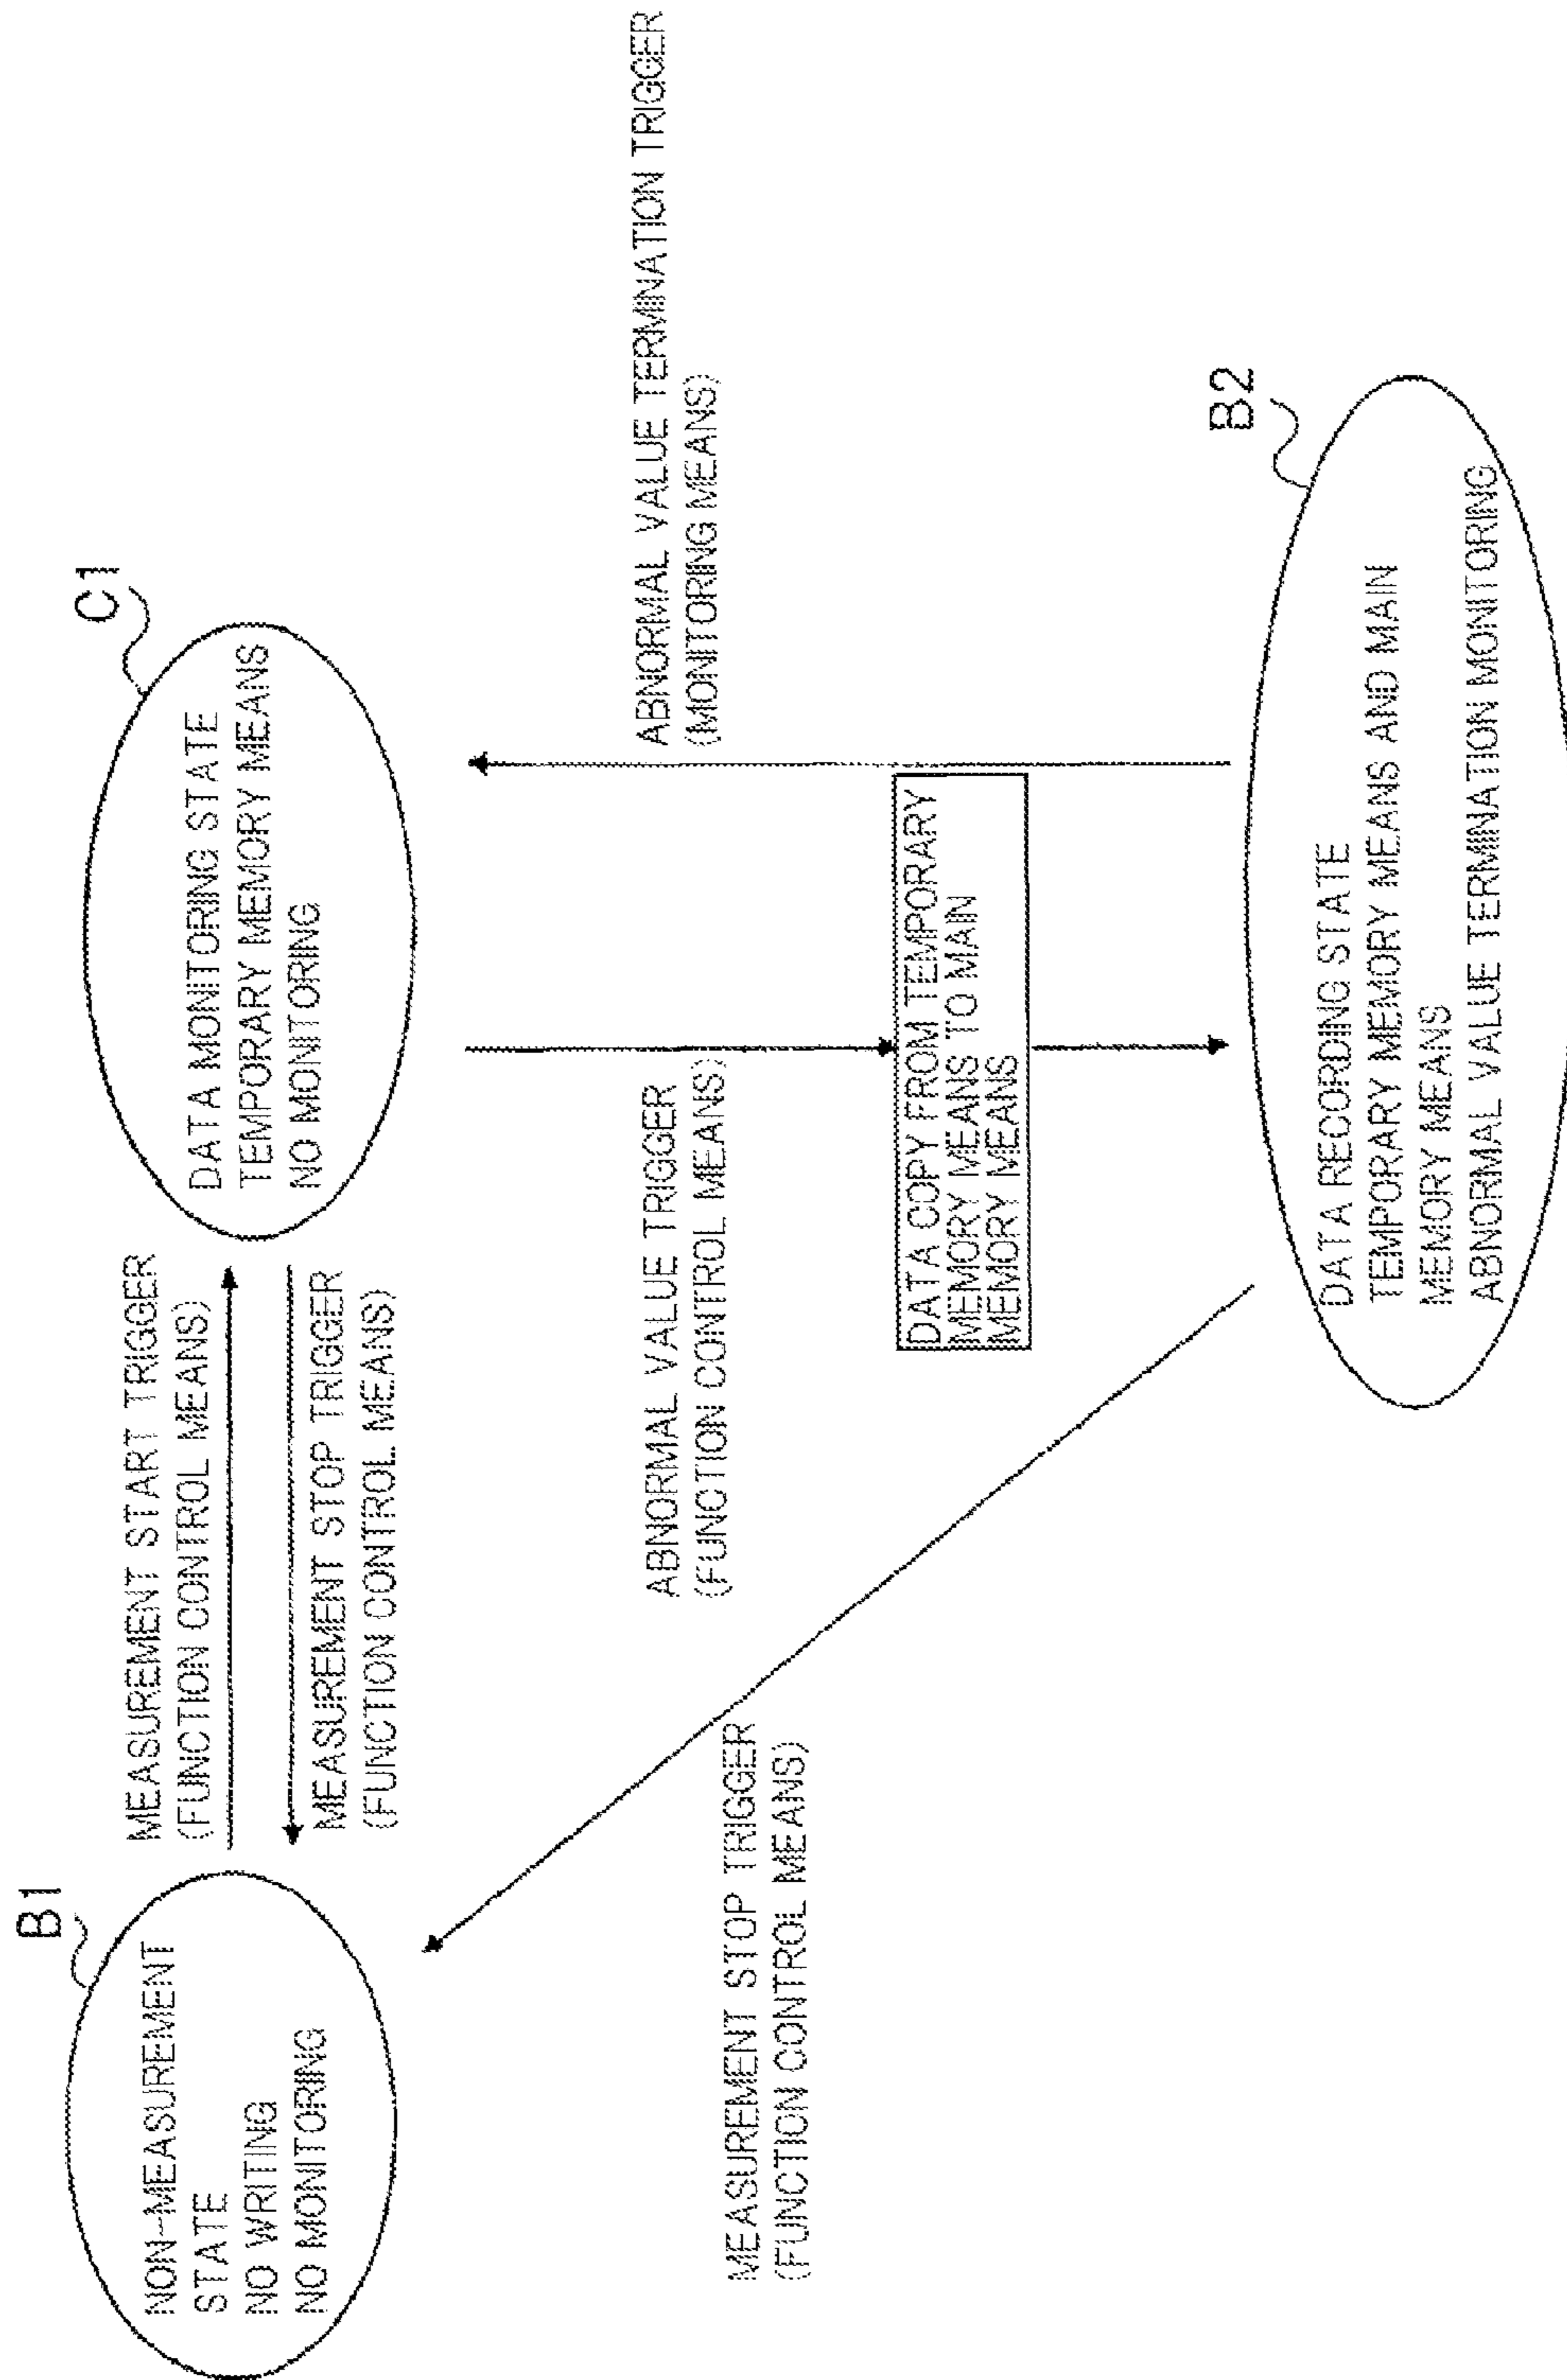 B1
NON-MEASUREMENT
STATE
NO WRITING
NO MONITORING
MEASUREMENT START TRIGGER
(FUNCTION CONTROL MEANS)
MEASUREMENT STOP TRIGGER
(FUNCTION CONTROL MEANS)
C1
DATA MONITORING STATE
TEMPORARY MEMORY MEANS
NO MONITORING
ABNORMAL VALUE TRIGGER
(FUNCTION CONTROL MEANS)
ABNORMAL VALUE TERMINATION TRIGGER
(MONITORING MEANS)
MEASUREMENT STOP TRIGGER
(FUNCTION CONTROL MEANS)
DATA COPY FROM TEMPORARY
MEMORY MEANS TO MAIN
MEMORY MEANS
B2
DATA RECORDING STATE
TEMPORARY MEMORY MEANS AND MAIN
MEMORY MEANS
ABNORMAL VALUE TERMINATION MONITORING